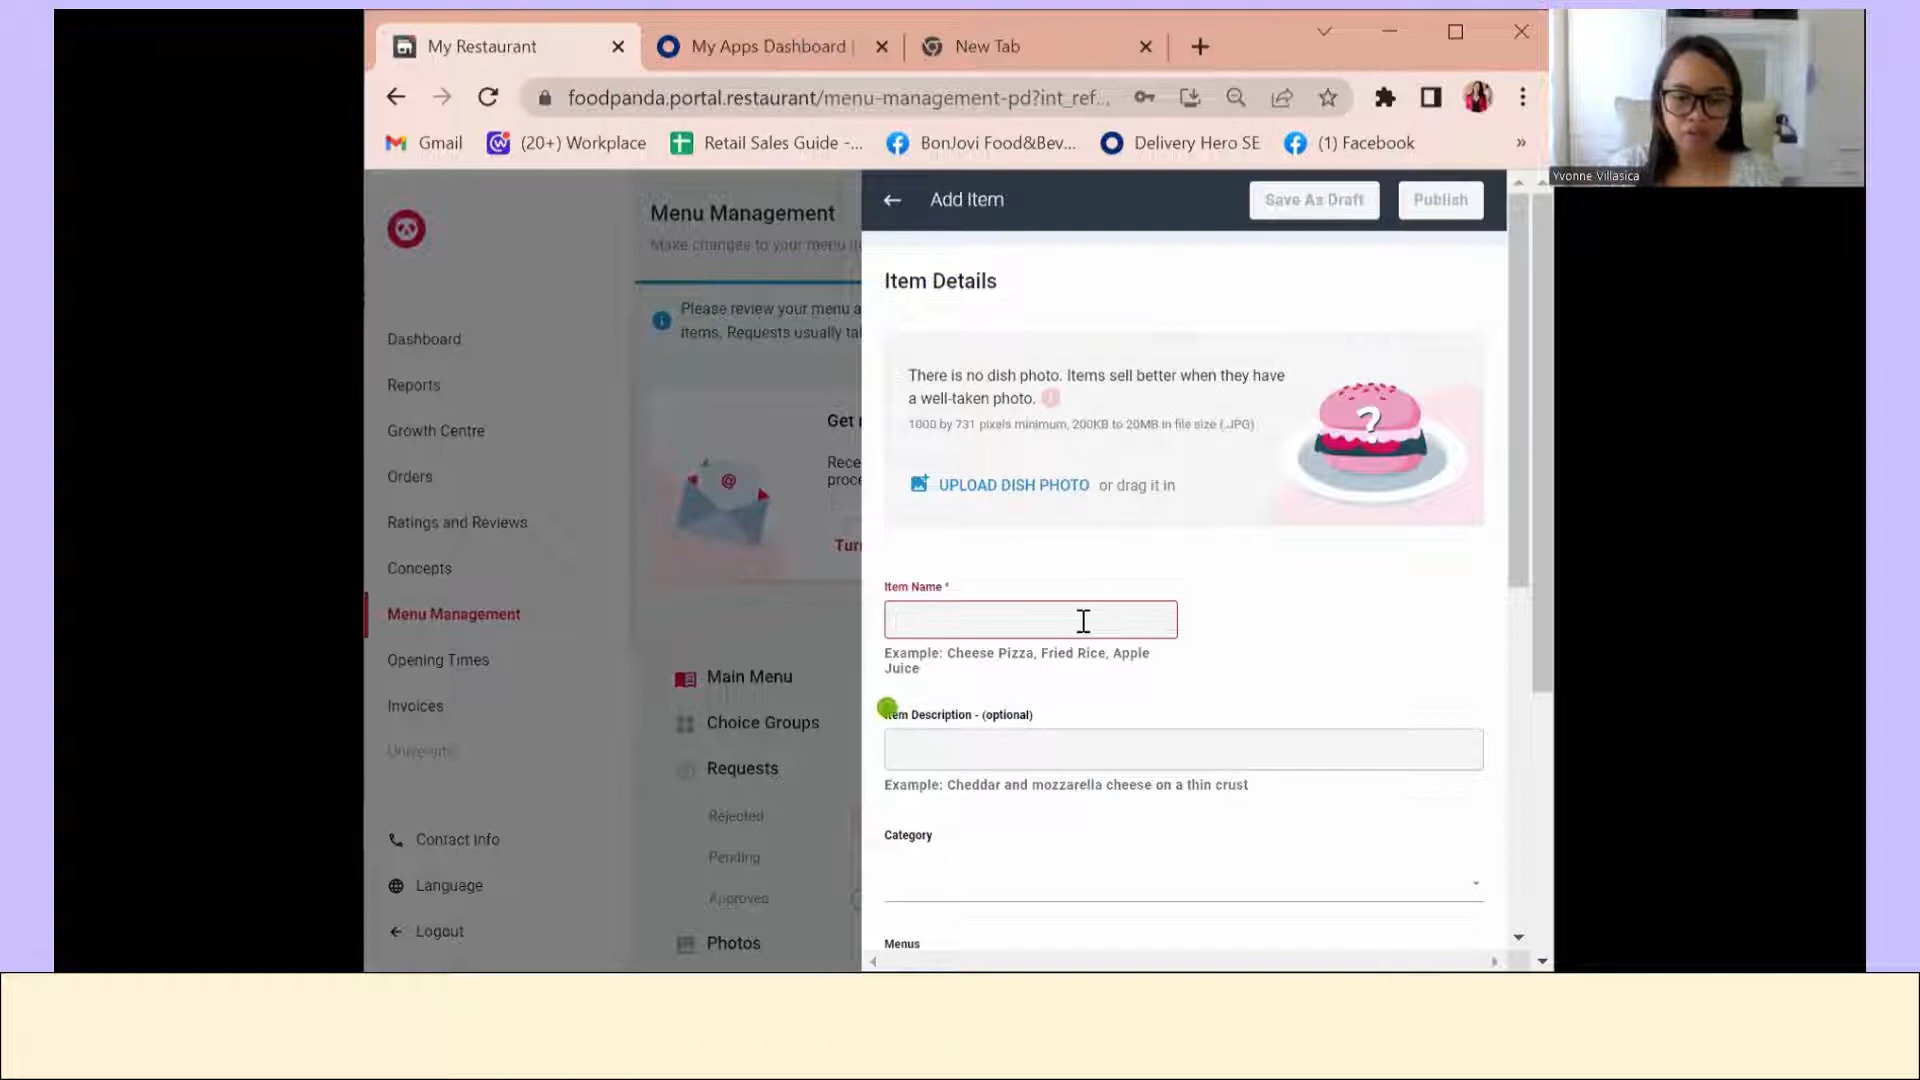 My Restaurant
My Apps Dashboard |
New Tab
foodpanda.portal.restaurant/menu-management-pd?int_ref...
Gmail
(20+) Workplace
Retail Sales Guide -...
BonJovi Food&Bev...
Delivery Hero SE
(1) Facebook
»
Yvonne Villasica
Menu Management
Make changes to your menu it
Please review your menu a
items, Requests usually tal
Dashboard
Reports
Growth Centre
Orders
Ratings and Reviews
Concepts
Menu Management
Opening Times
Invoices
Contact Info
Language
Logout
Get
Rece
proce
@
Turn
Main Menu
Choice Groups
Requests
Rejected
Pending
Approved
Photos
Add Item
Save As Draft
Publish
Item Details
There is no dish photo. Items sell better when they have
a well-taken photo.
1000 by 731 pixels minimum, 200KB to 20MB in file size (.JPG)
UPLOAD DISH PHOTO or drag it in
?
Item Name *
Example: Cheese Pizza, Fried Rice, Apple
Juice
Item Description - (optional)
Example: Cheddar and mozzarella cheese on a thin crust
Category
Menus